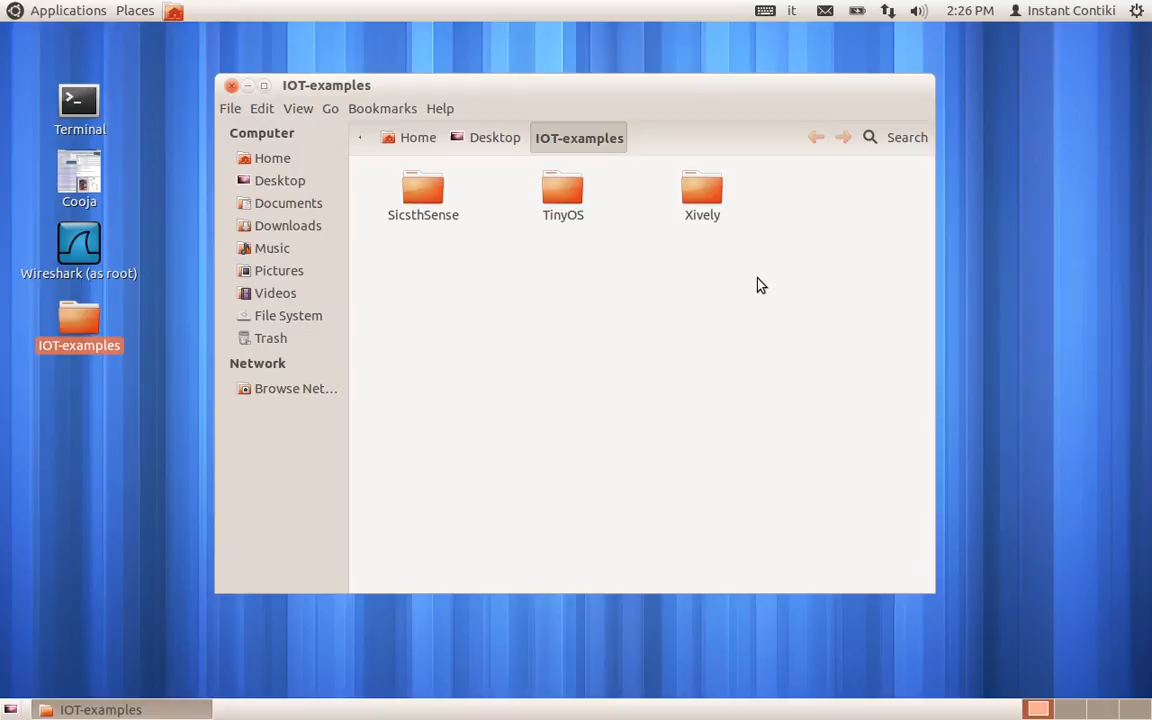 Applications Places it 2:26 PM Instant Contiki
Terminal
Cooja
Wireshark (as root)
IOT-examples
IOT-examples
File Edit View Go Bookmarks Help
Computer
Home
Desktop
Documents
Downloads
Music
Pictures
Videos
File System
Trash
Network
Browse Net...
Home Desktop IOT-examples Search
SicsthSense TinyOS Xively
IOT-examples